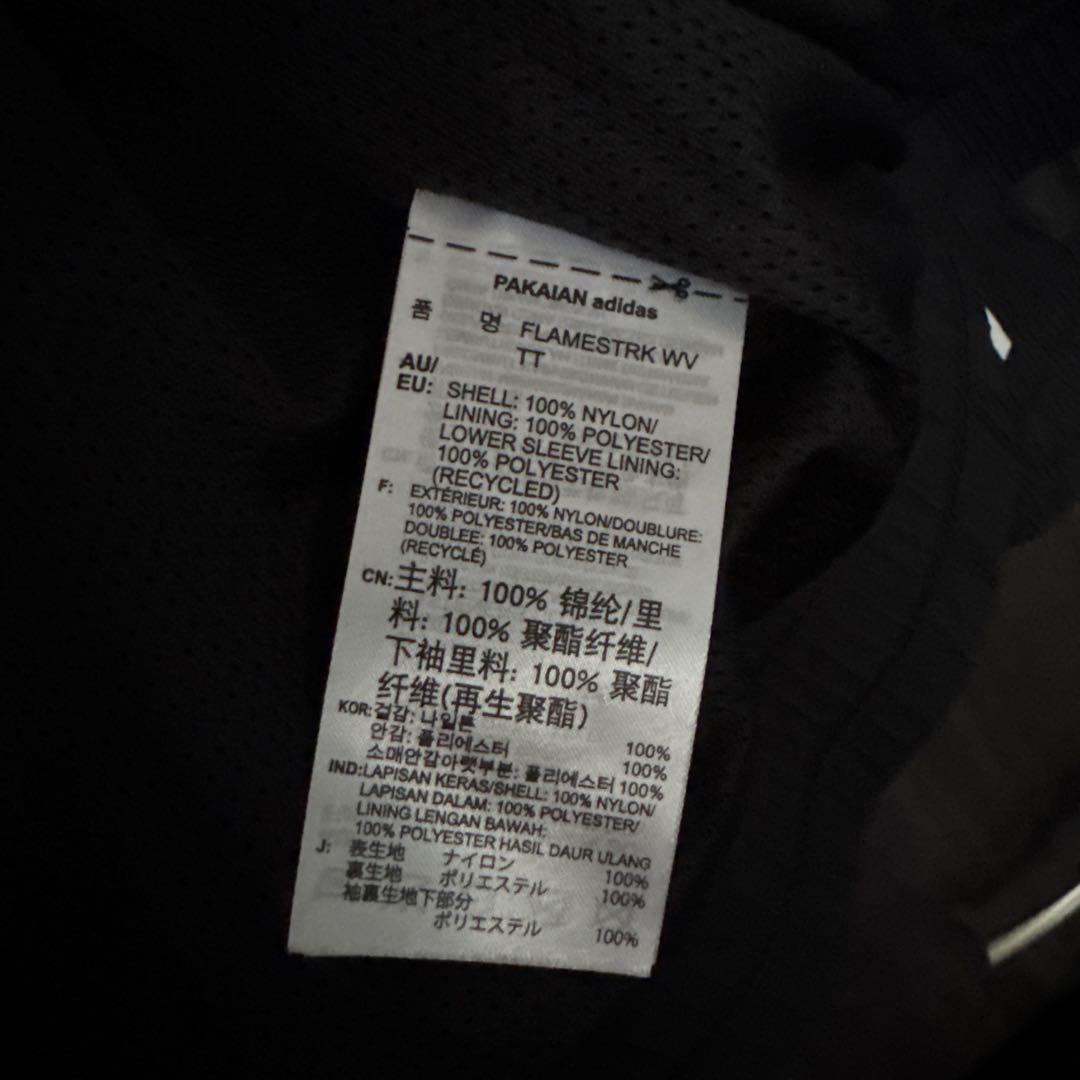 PAKAIAN adidas
품 명 FLAMESTRK WV
TT
AU/
EU: SHELL: 100% NYLON/
LINING: 100% POLYESTER/
LOWER SLEEVE LINING:
100% POLYESTER
(RECYCLED)
F: EXTÉRIEUR: 100% NYLON/DOUBLURE:
100% POLYESTER/BAS DE MANCHE
DOUBLÉE: 100% POLYESTER
(RECYCLÉ)
CN:主料: 100% 锦纶/里
料: 100% 聚酯纤维/
下袖里料: 100% 聚酯
纤维(再生聚酯)
KOR:겉감: 나일론 100%
안감: 폴리에스터 100%
소매안감아랫부분: 폴리에스터 100%
IND:LAPISAN KERAS/SHELL: 100% NYLON/
LAPISAN DALAM: 100% POLYESTER/
LINING LENGAN BAWAH:
100% POLYESTER HASIL DAUR ULANG
J: 表生地 ナイロン 100%
裏生地 ポリエステル 100%
袖裏生地下部分
ポリエステル 100%